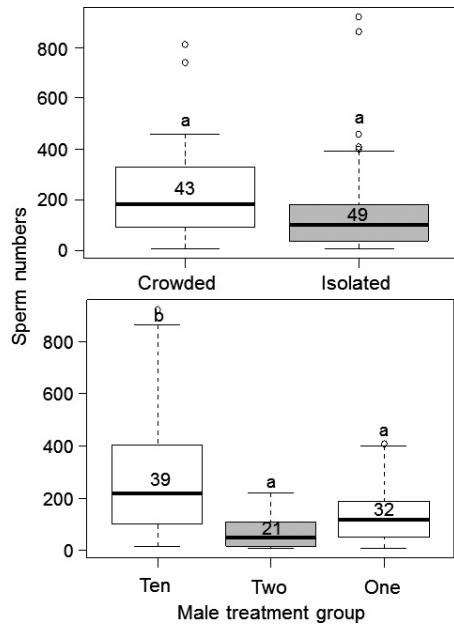 800
a
a
600
400
43
49
200
0
Crowded
Isolated
Sperm numbers
800
b
600
a
a
400
39
32
200
21
0
Ten
Two
One
Male treatment group